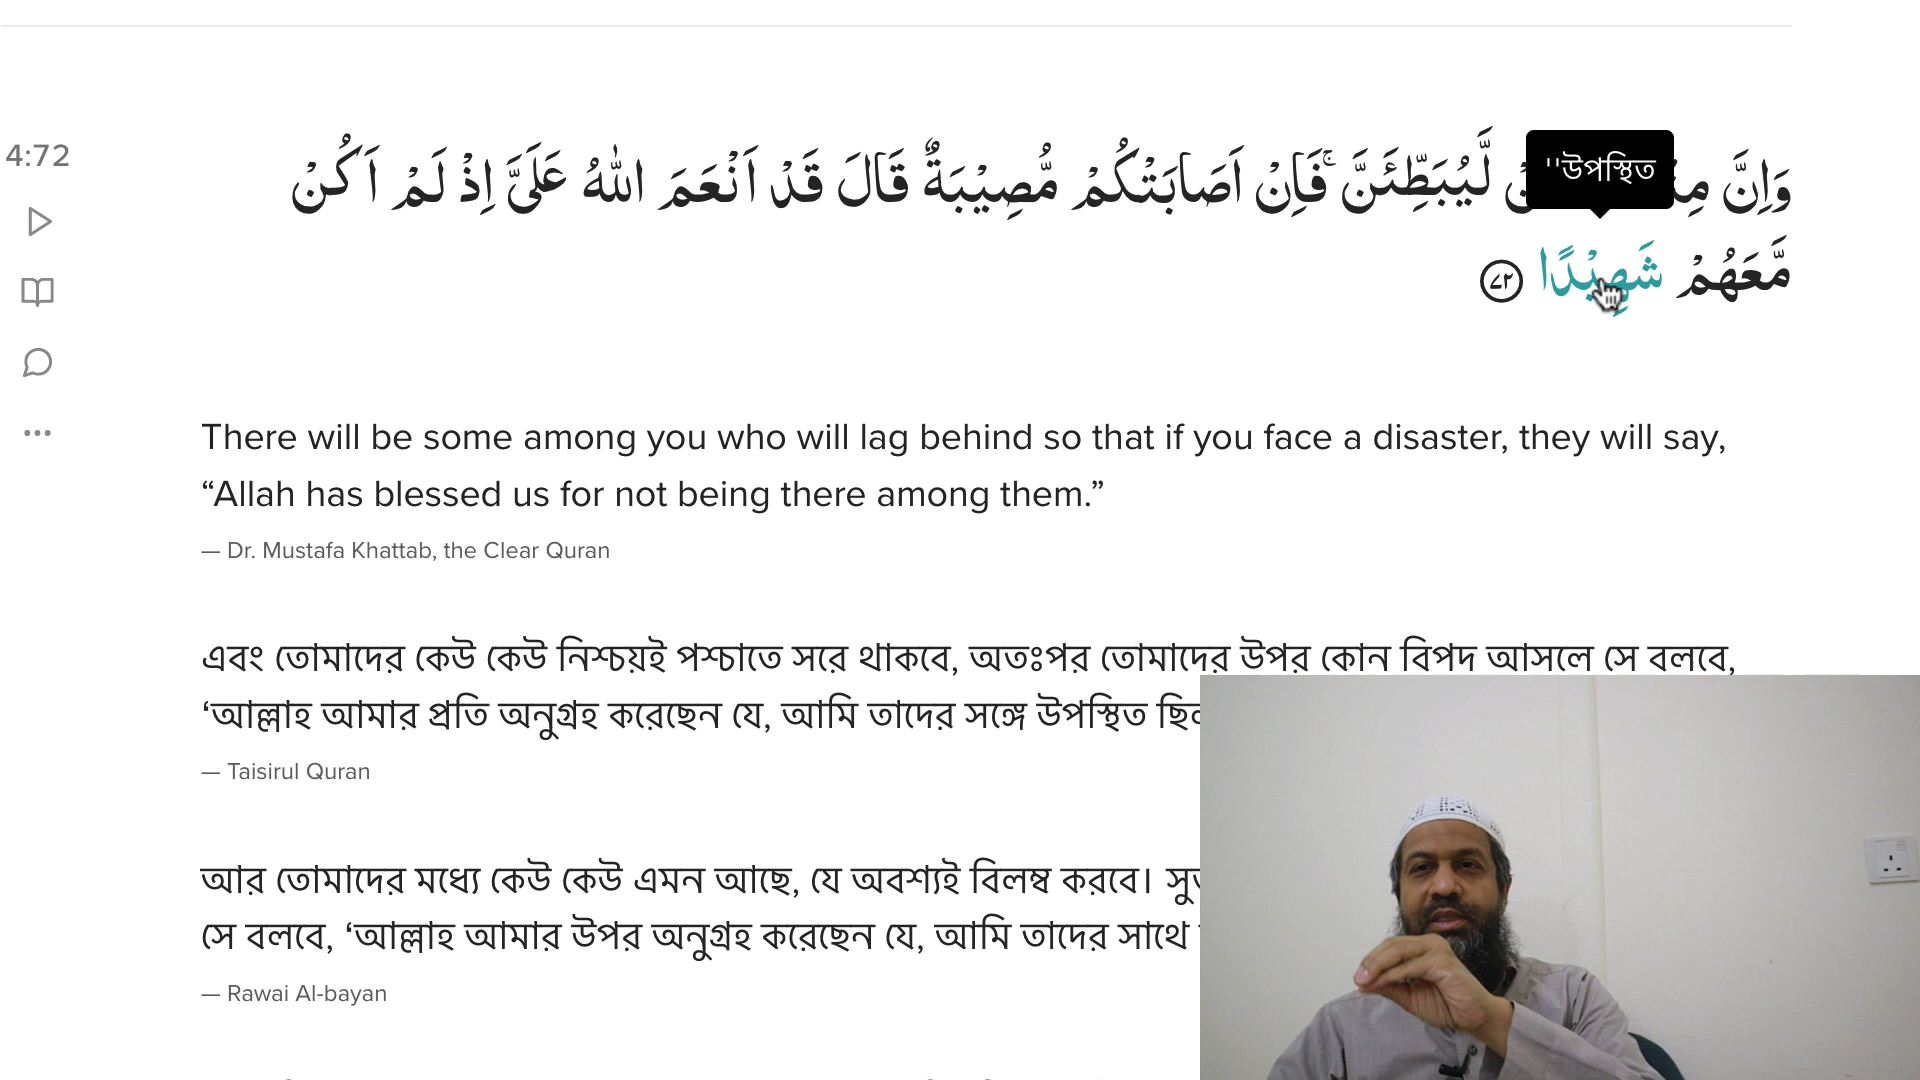 4:72
''উপস্থিত
وَاِنَّ لَّيُبَطِّئَنَّ ۚ فَاِنْ اَصَابَتْكُمْ مُّصِيْبَةٌ قَالَ قَدْ اَنْعَمَ اللّٰهُ عَلَىَّ اِذْ لَمْ اَكُنْ
مَّعَهُمْ شَهِيْدًا ٧٢
There will be some among you who will lag behind so that if you face a disaster, they will say,
“Allah has blessed us for not being there among them.”
— Dr. Mustafa Khattab, the Clear Quran
এবং তোমাদের কেউ কেউ নিশ্চয়ই পশ্চাতে সরে থাকবে, অতঃপর তোমাদের উপর কোন বিপদ আসলে সে বলবে,
‘আল্লাহ আমার প্রতি অনুগ্রহ করেছেন যে, আমি তাদের সঙ্গে উপস্থিত
— Taisirul Quran
আর তোমাদের মধ্যে কেউ কেউ এমন আছে, যে অবশ্যই বিলম্ব করবে।
সে বলবে, ‘আল্লাহ আমার উপর অনুগ্রহ করেছেন যে, আমি তাদের সাথে
— Rawai Al-bayan